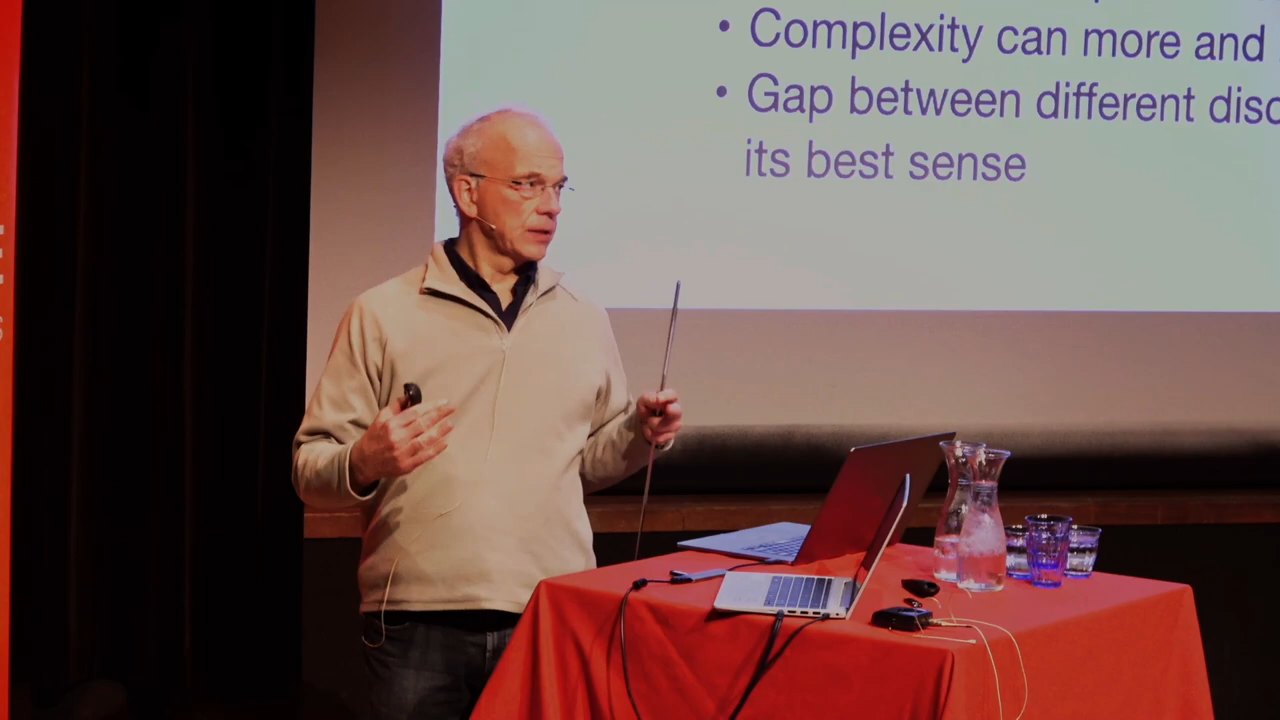 • Complexity can more and
• Gap between different disc
its best sense